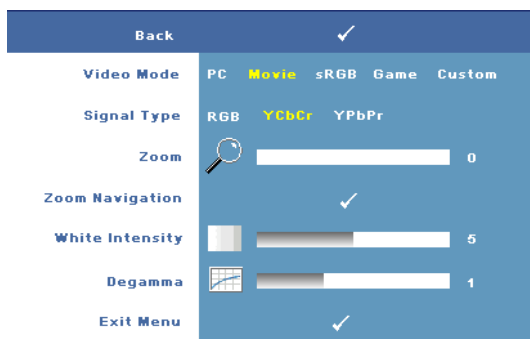 Back
Video Mode PC Movie sRGB Game Custom
Signal Type RGB YCbCr YPbPr
Zoom 0
Zoom Navigation
White Intensity 5
Degamma 1
Exit Menu